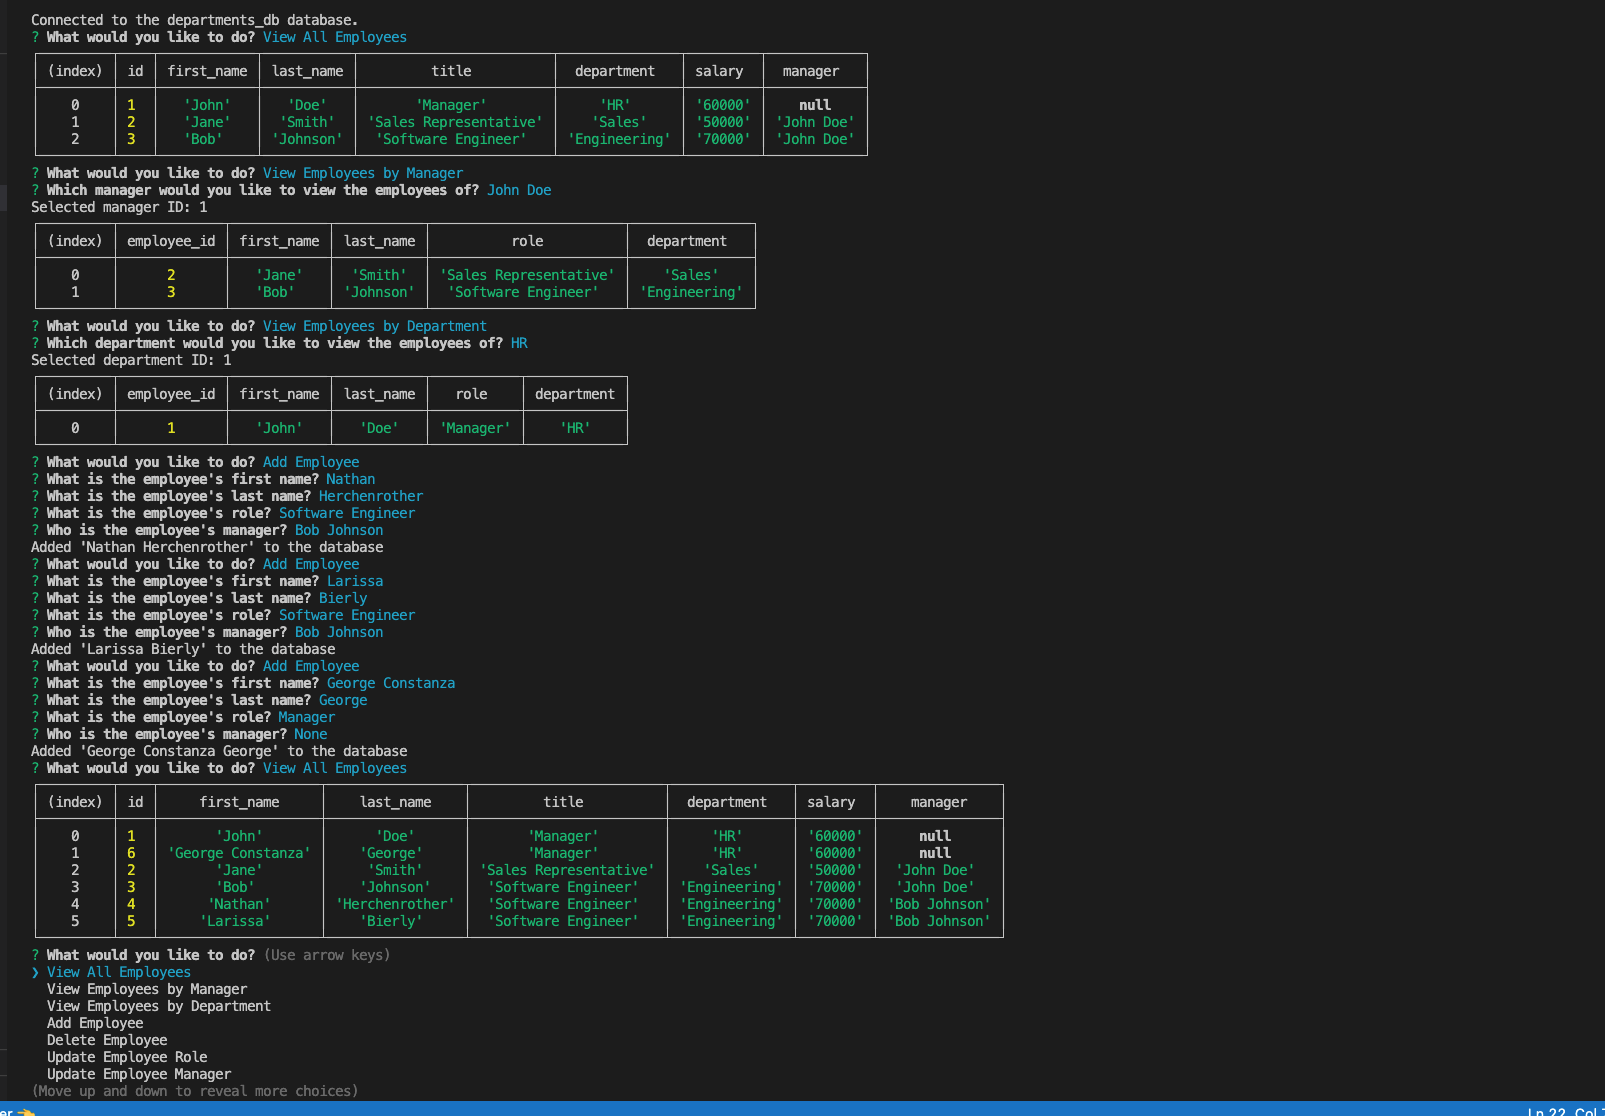 Connected to the departments_db database.
? What would you like to do? View All Employees
(index) id first_name last_name title department salary manager
0 1 'John' 'Doe' 'Manager' 'HR' '60000' null
1 2 'Jane' 'Smith' 'Sales Representative' 'Sales' '50000' 'John Doe'
2 3 'Bob' 'Johnson' 'Software Engineer' 'Engineering' '70000' 'John Doe'
? What would you like to do? View Employees by Manager
? Which manager would you like to view the employees of? John Doe
Selected manager ID: 1
(index) employee_id first_name last_name role department
0 2 'Jane' 'Smith' 'Sales Representative' 'Sales'
1 3 'Bob' 'Johnson' 'Software Engineer' 'Engineering'
? What would you like to do? View Employees by Department
? Which department would you like to view the employees of? HR
Selected department ID: 1
(index) employee_id first_name last_name role department
0 1 'John' 'Doe' 'Manager' 'HR'
? What would you like to do? Add Employee
? What is the employee's first name? Nathan
? What is the employee's last name? Herchenrother
? What is the employee's role? Software Engineer
? Who is the employee's manager? Bob Johnson
Added 'Nathan Herchenrother' to the database
? What would you like to do? Add Employee
? What is the employee's first name? Larissa
? What is the employee's last name? Bierly
? What is the employee's role? Software Engineer
? Who is the employee's manager? Bob Johnson
Added 'Larissa Bierly' to the database
? What would you like to do? Add Employee
? What is the employee's first name? George Constanza
? What is the employee's last name? George
? What is the employee's role? Manager
? Who is the employee's manager? None
Added 'George Constanza George' to the database
? What would you like to do? View All Employees
(index) id first_name last_name title department salary manager
0 1 'John' 'Doe' 'Manager' 'HR' '60000' null
1 6 'George Constanza' 'George' 'Manager' 'HR' '60000' null
2 2 'Jane' 'Smith' 'Sales Representative' 'Sales' '50000' 'John Doe'
3 3 'Bob' 'Johnson' 'Software Engineer' 'Engineering' '70000' 'John Doe'
4 4 'Nathan' 'Herchenrother' 'Software Engineer' 'Engineering' '70000' 'Bob Johnson'
5 5 'Larissa' 'Bierly' 'Software Engineer' 'Engineering' '70000' 'Bob Johnson'
? What would you like to do? (Use arrow keys)
❯ View All Employees
View Employees by Manager
View Employees by Department
Add Employee
Delete Employee
Update Employee Role
Update Employee Manager
(Move up and down to reveal more choices)
Ln 22, Col